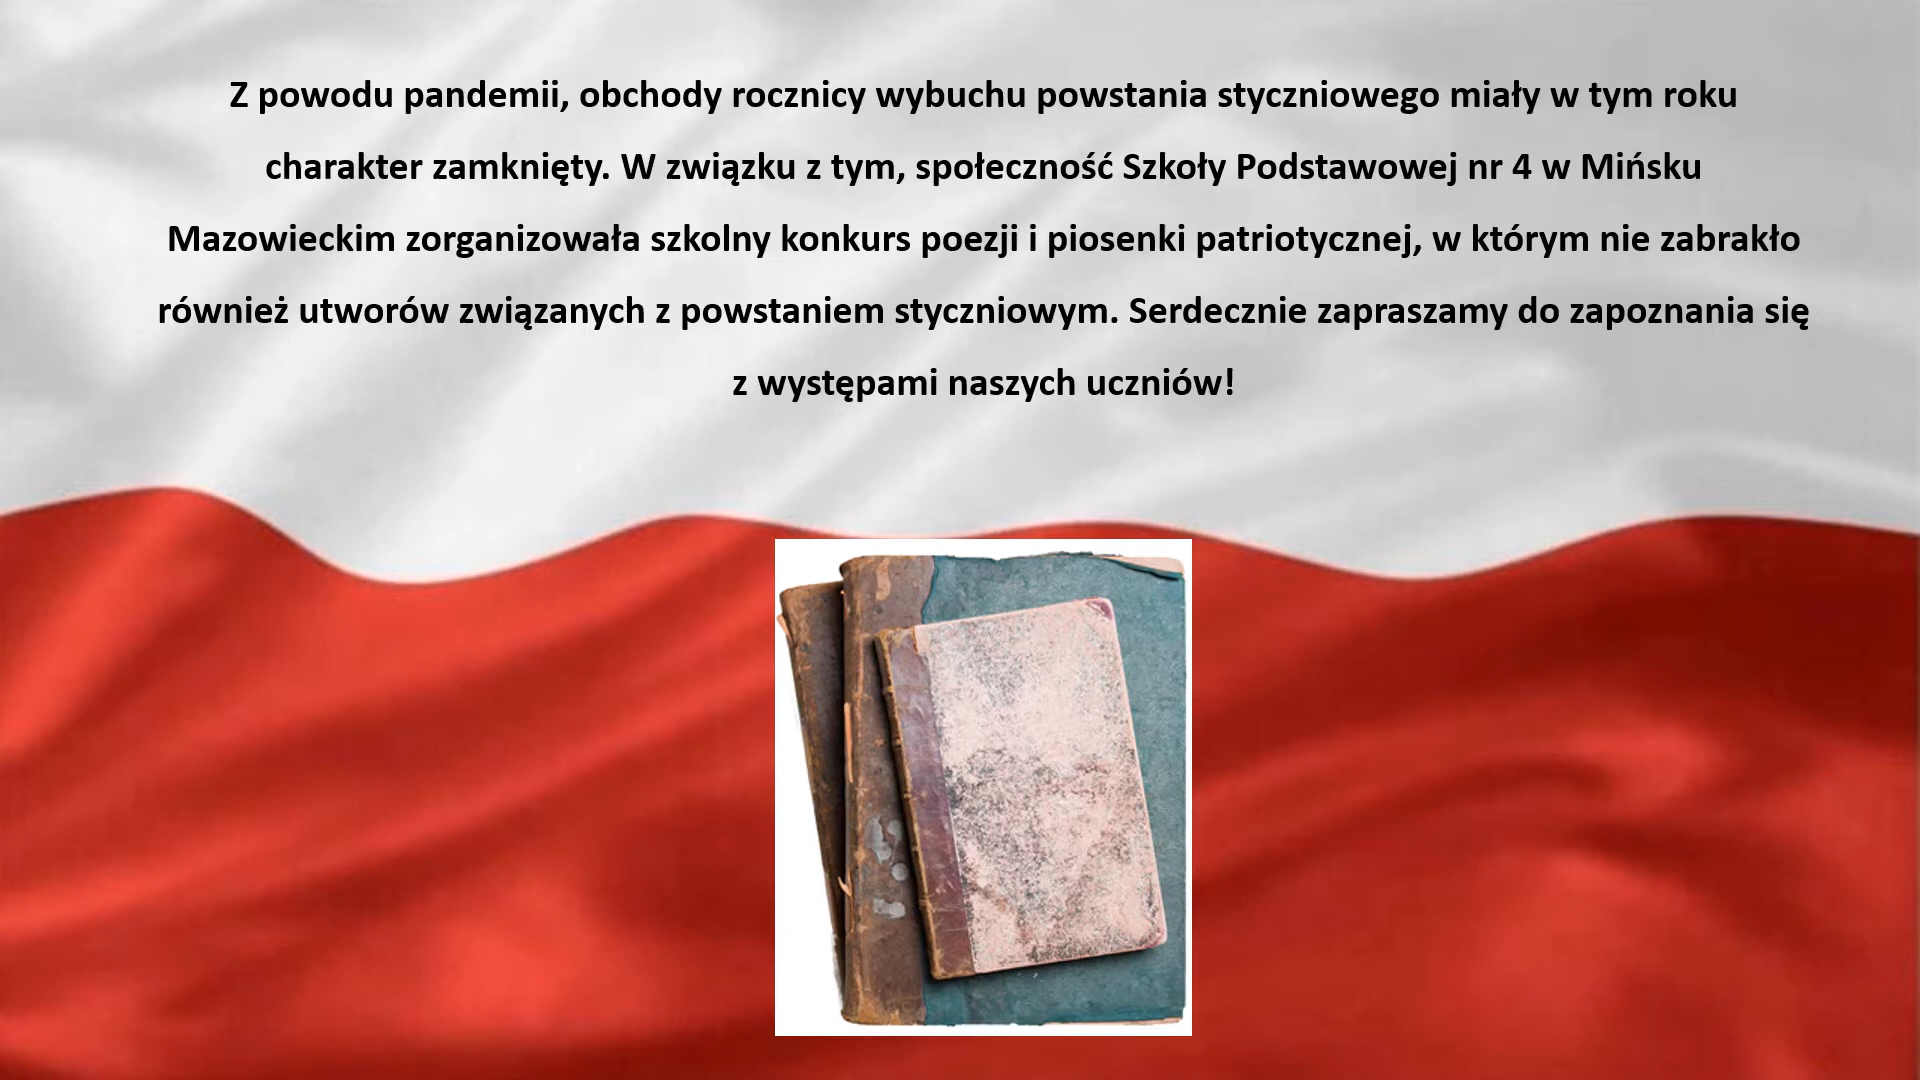 Z powodu pandemii, obchody rocznicy wybuchu powstania styczniowego miały w tym roku
charakter zamknięty. W związku z tym, społeczność Szkoły Podstawowej nr 4 w Mińsku
Mazowieckim zorganizowała szkolny konkurs poezji i piosenki patriotycznej, w którym nie zabrakło
również utworów związanych z powstaniem styczniowym. Serdecznie zapraszamy do zapoznania się
z występami naszych uczniów!